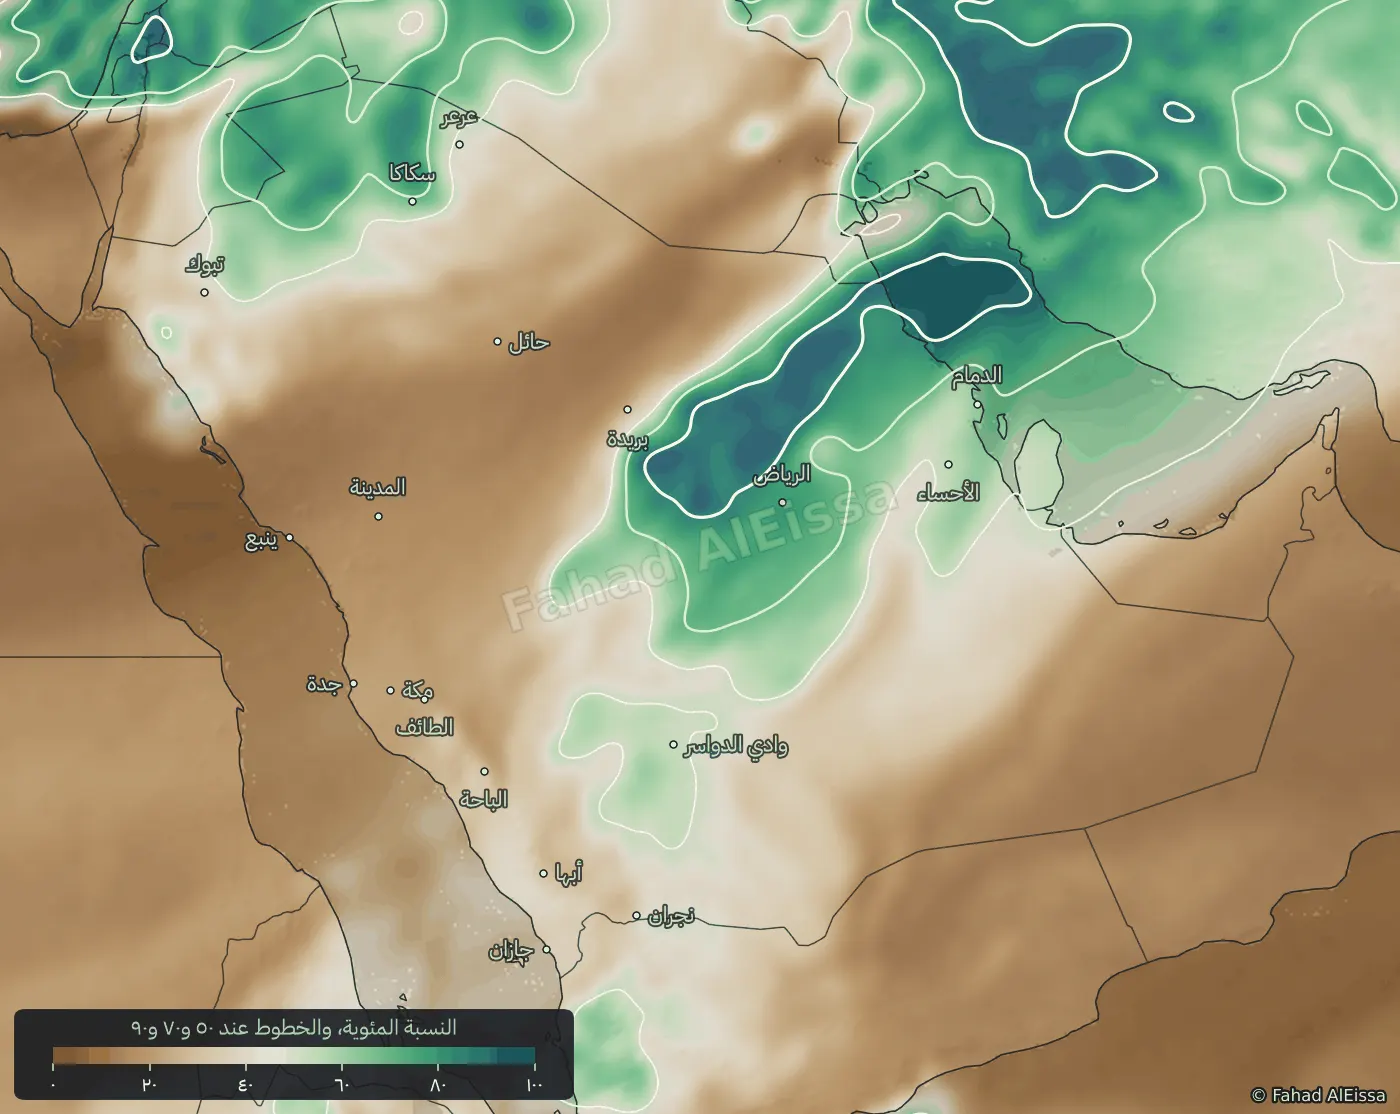 عرعر
سكاكا
تبوك
حائل
الدمام
بريدة
الرياض
الأحساء
المدينة
ينبع
Fahad AlEissa
جدة
مكة
الطائف
وادي الدواسر
الباحة
أبها
نجران
جازان
النسبة المئوية، والخطوط عند ٥٠ و٧٠ و٩٠
٠ ٢٠ ٤٠ ٦٠ ٨٠ ١٠٠
© Fahad AlEissa